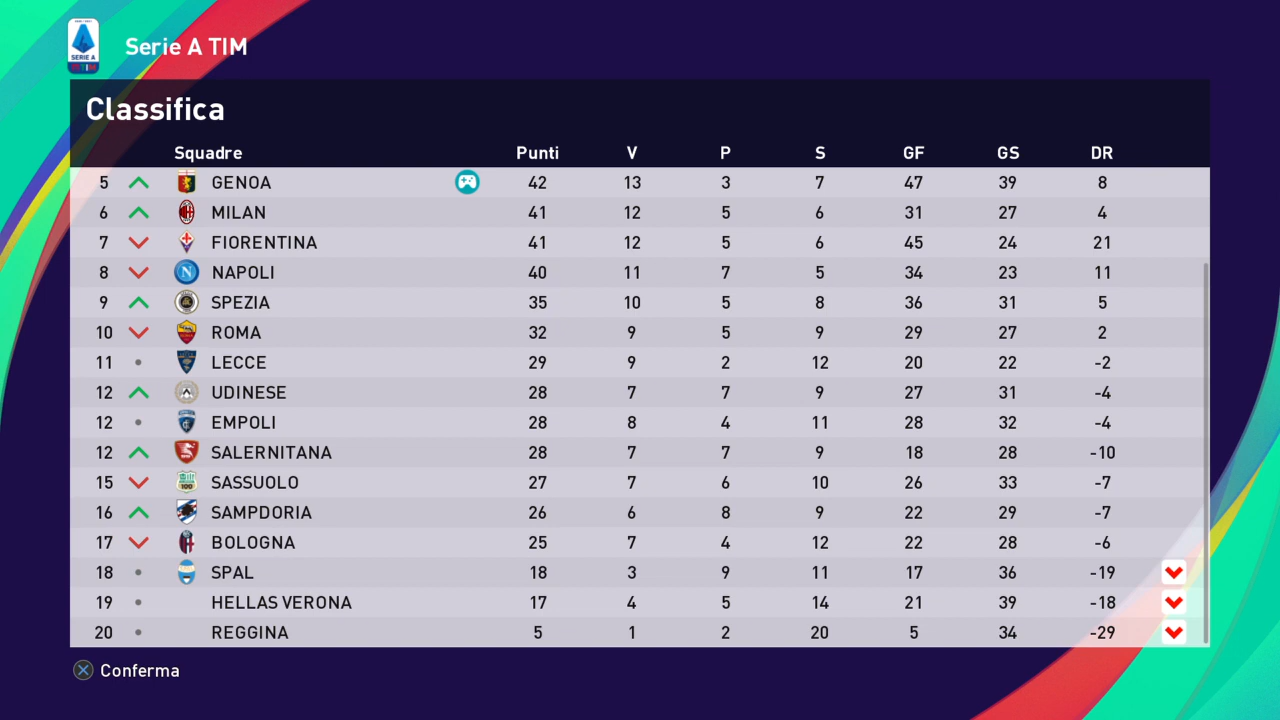 SERIE A
TIM
Serie A TIM
Classifica
Squadre Punti V P S GF GS DR
5 GENOA 42 13 3 7 47 39 8
6 MILAN 41 12 5 6 31 27 4
7 FIORENTINA 41 12 5 6 45 24 21
8 NAPOLI 40 11 7 5 34 23 11
9 SPEZIA 35 10 5 8 36 31 5
10 ROMA 32 9 5 9 29 27 2
11 LECCE 29 9 2 12 20 22 -2
12 UDINESE 28 7 7 9 27 31 -4
12 EMPOLI 28 8 4 11 28 32 -4
12 SALERNITANA 28 7 7 9 18 28 -10
15 SASSUOLO 27 7 6 10 26 33 -7
16 SAMPDORIA 26 6 8 9 22 29 -7
17 BOLOGNA 25 7 4 12 22 28 -6
18 SPAL 18 3 9 11 17 36 -19
19 HELLAS VERONA 17 4 5 14 21 39 -18
20 REGGINA 5 1 2 20 5 34 -29
Conferma